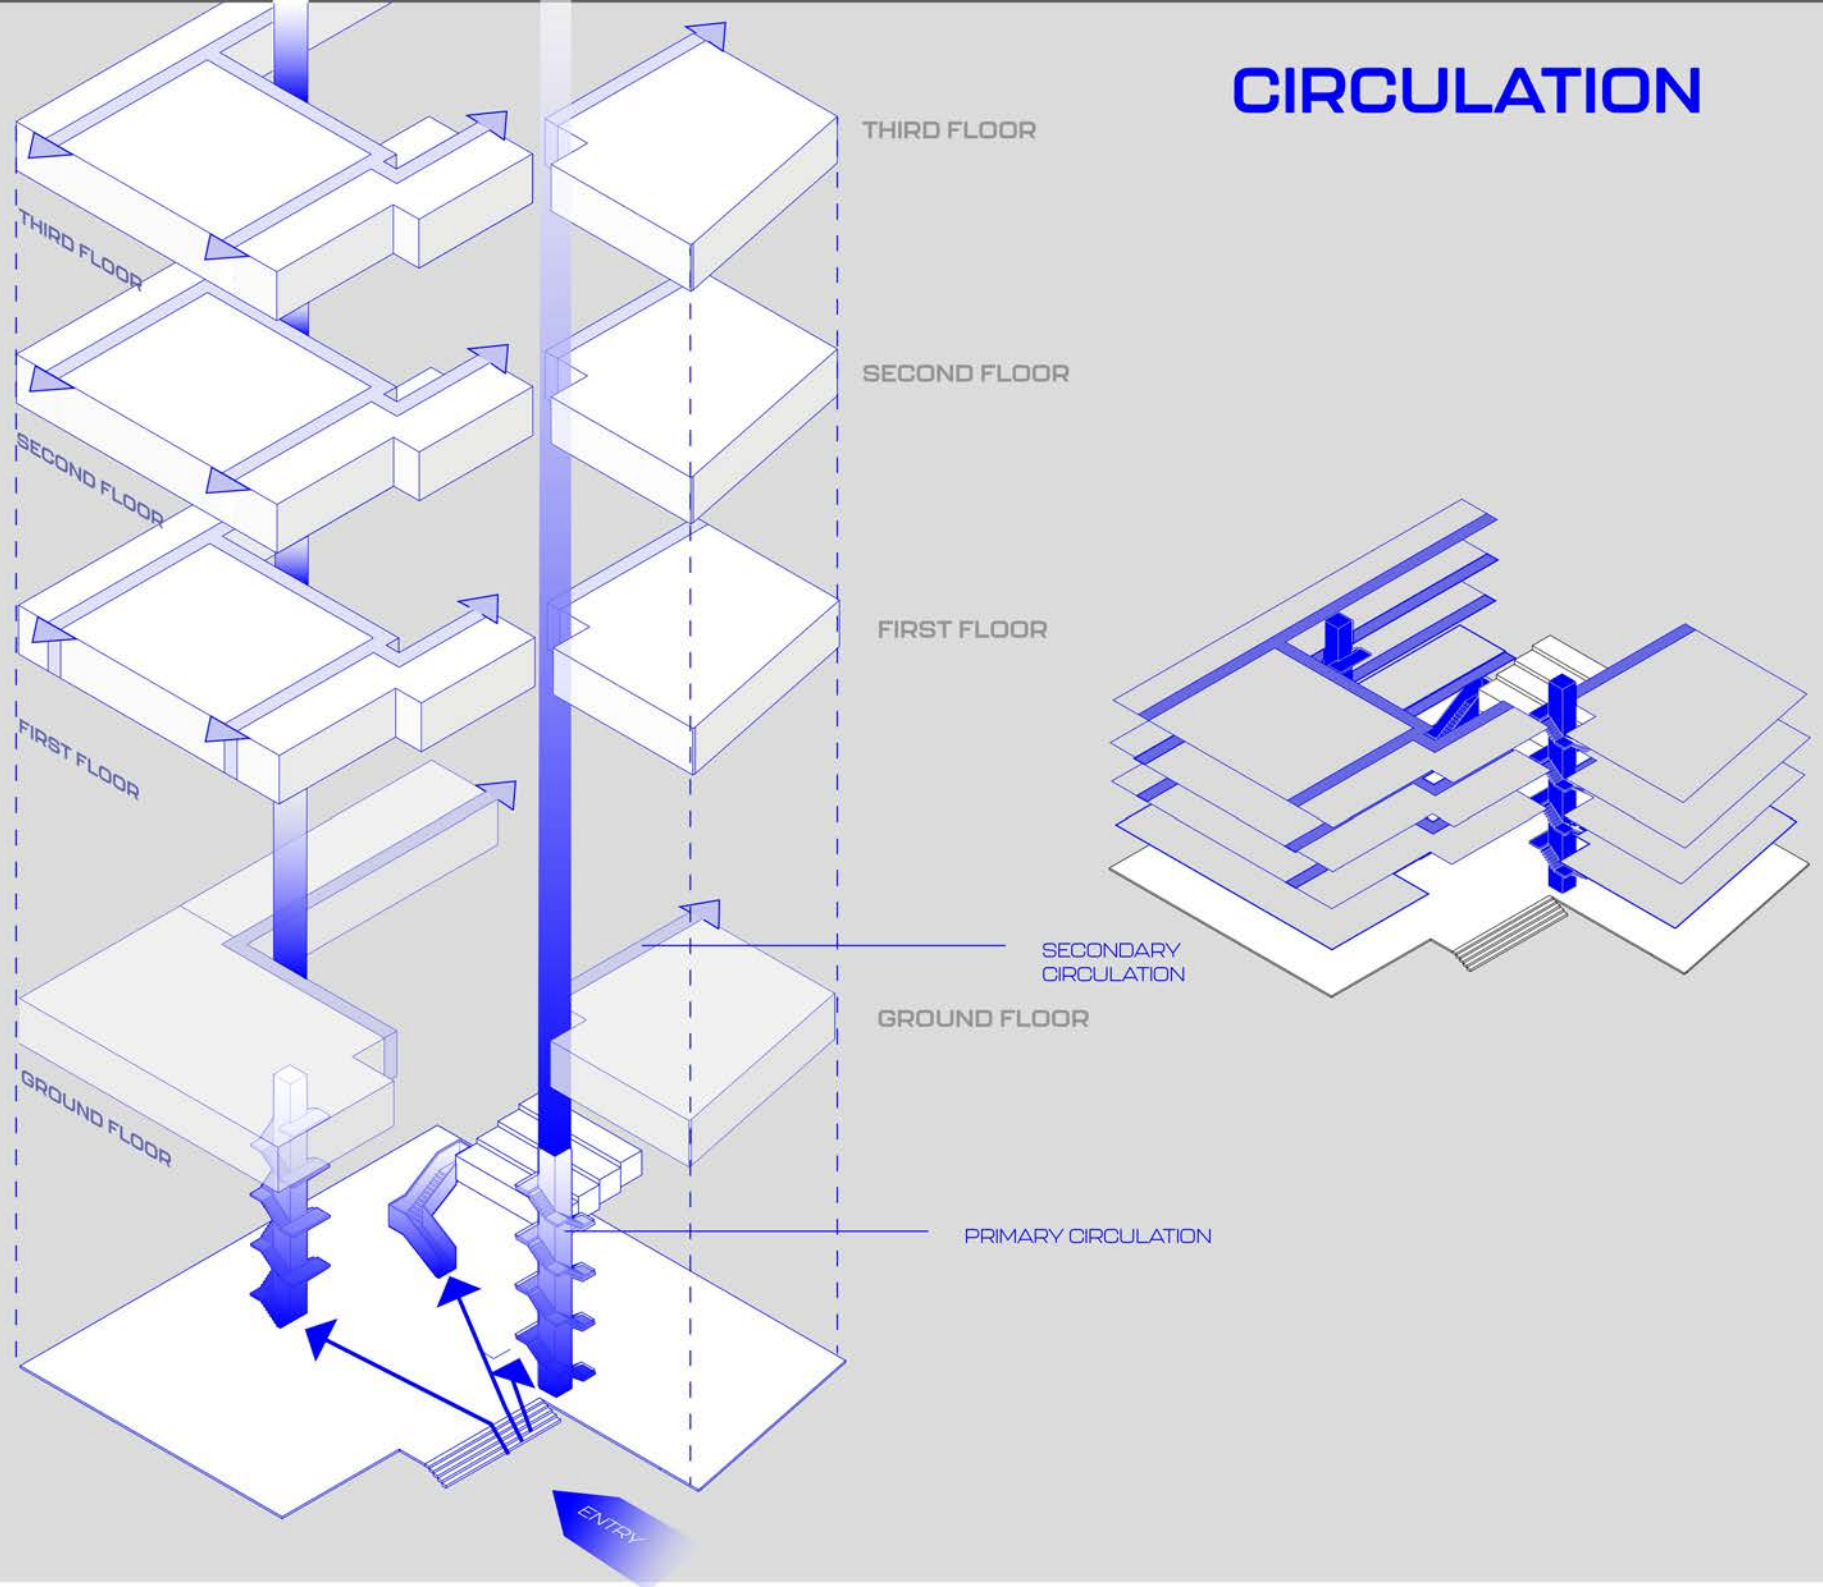 CIRCULATION
THIRD FLOOR
THIRD FLOOR
SECOND FLOOR
SECOND FLOOR
FIRST FLOOR
FIRST FLOOR
SECONDARY
CIRCULATION
GROUND FLOOR
GROUND FLOOR
PRIMARY CIRCULATION
ENTRY